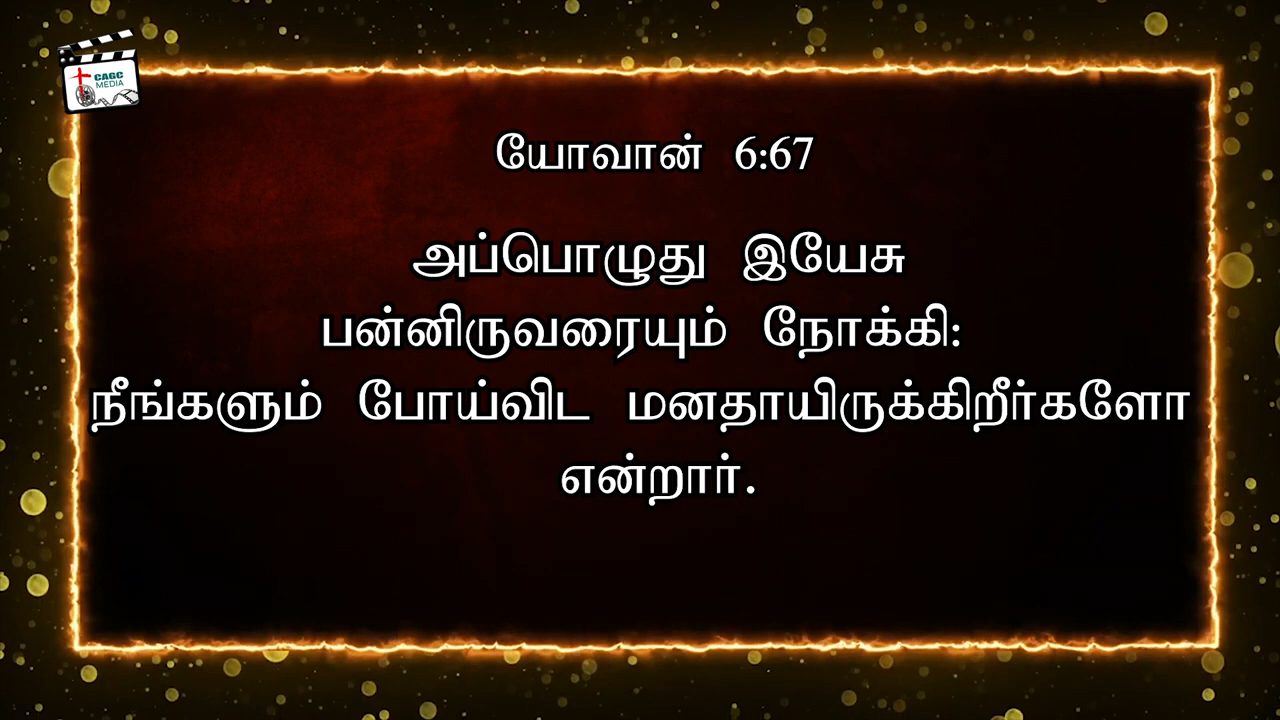 CAGC
MEDIA
யோவான் 6:67
அப்பொழுது இயேசு
பன்னிருவரையும் நோக்கி:
நீங்களும் போய்விட மனதாயிருக்கிறீர்களோ
என்றார்.